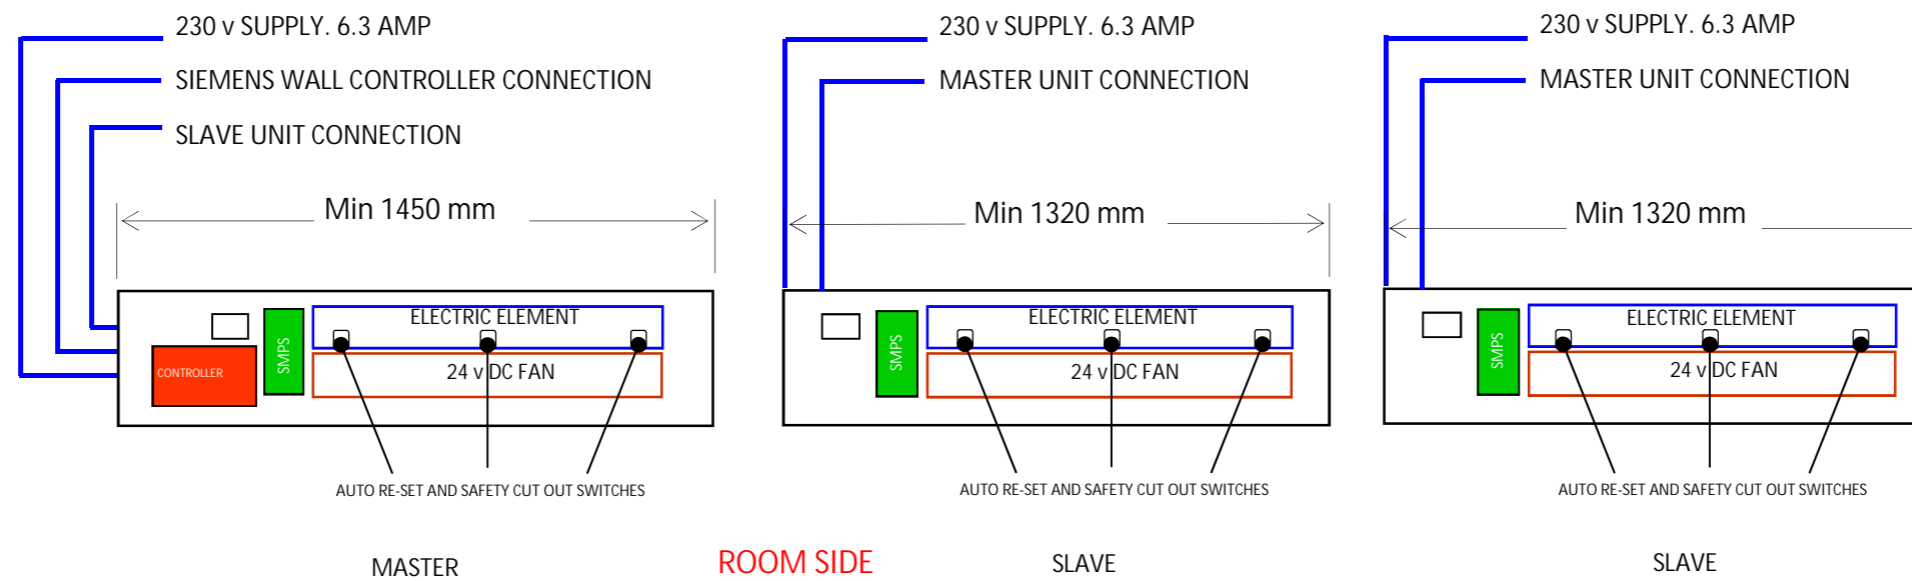 230 v SUPPLY. 6.3 AMP
SIEMENS WALL CONTROLLER CONNECTION
SLAVE UNIT CONNECTION
Min 1450 mm
ELECTRIC ELEMENT
SMPS
CONTROLLER
24 v DC FAN
AUTO RE-SET AND SAFETY CUT OUT SWITCHES
MASTER
ROOM SIDE
230 v SUPPLY. 6.3 AMP
MASTER UNIT CONNECTION
Min 1320 mm
ELECTRIC ELEMENT
SMPS
24 v DC FAN
AUTO RE-SET AND SAFETY CUT OUT SWITCHES
SLAVE
230 v SUPPLY. 6.3 AMP
MASTER UNIT CONNECTION
Min 1320 mm
ELECTRIC ELEMENT
SMPS
24 v DC FAN
AUTO RE-SET AND SAFETY CUT OUT SWITCHES
SLAVE